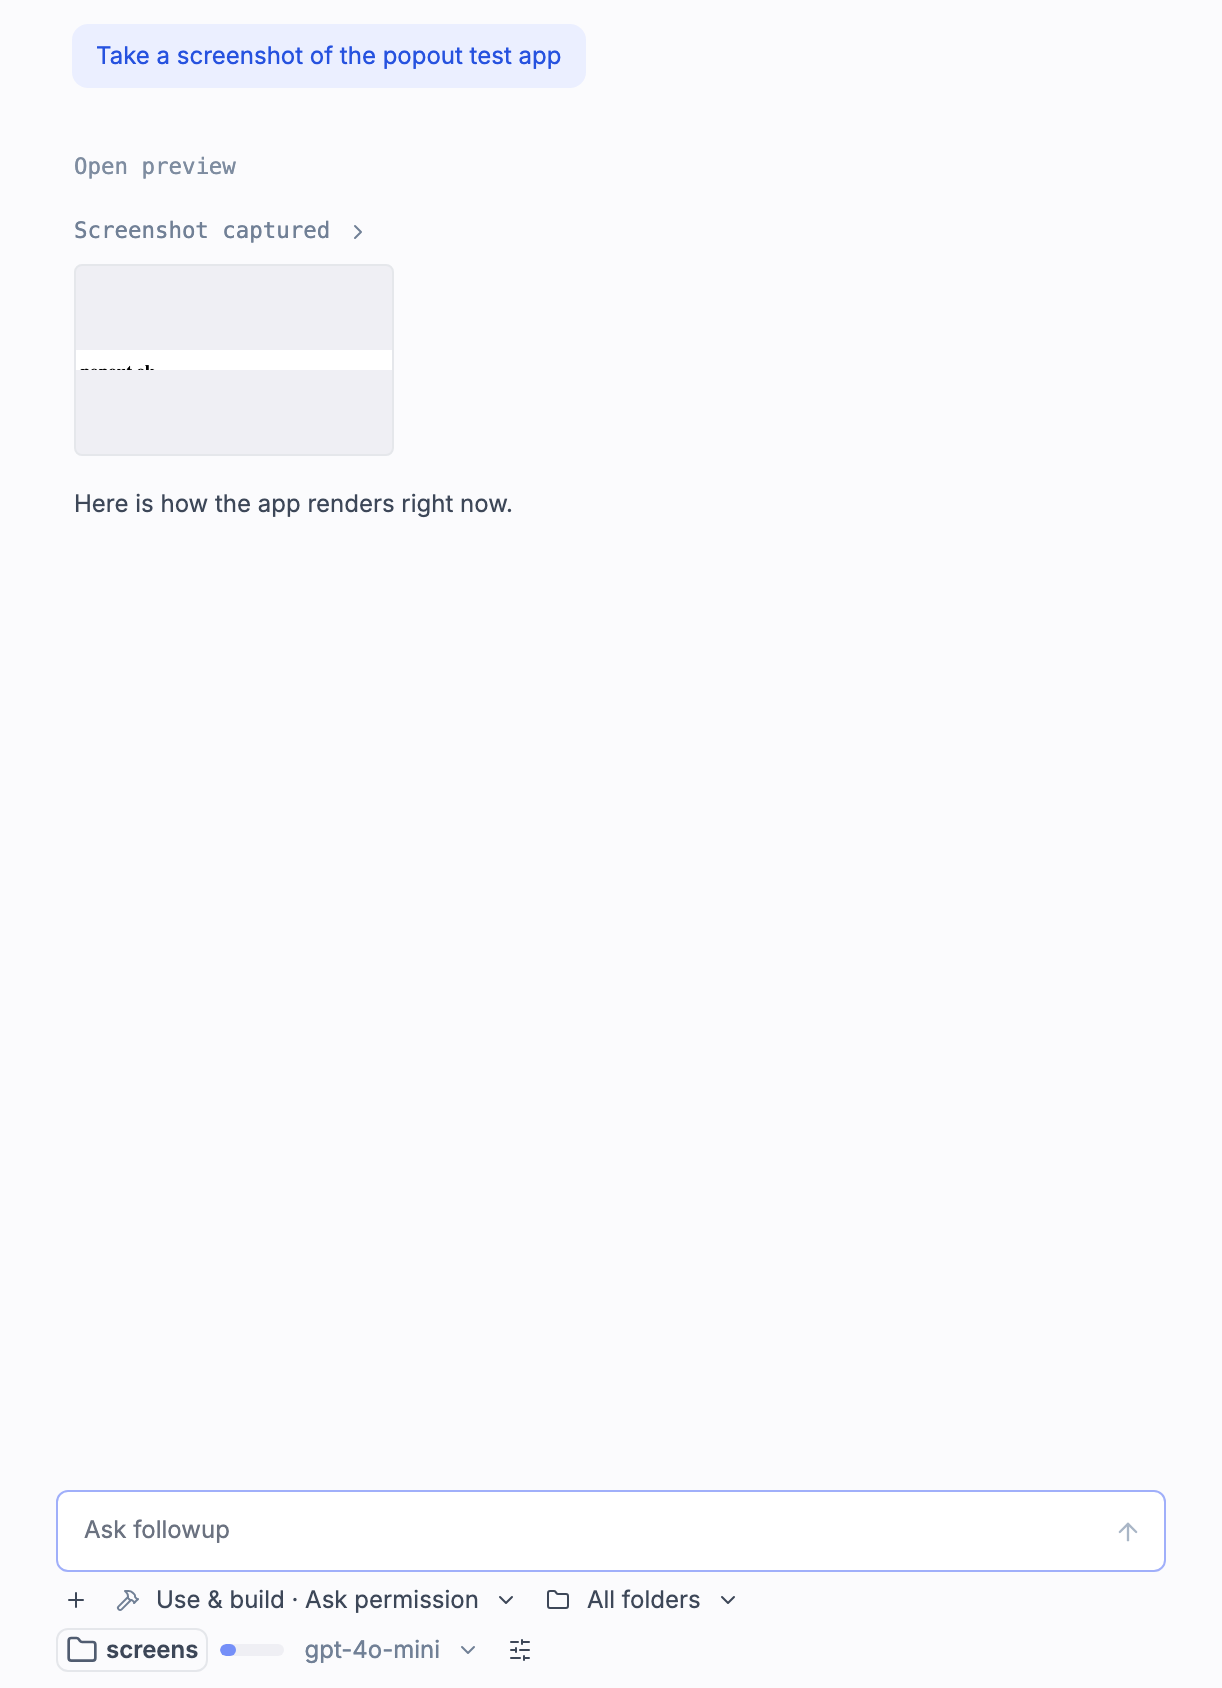 Take a screenshot of the popout test app
Open preview
Screenshot captured
Here is how the app renders right now.
Ask followup
Use & build · Ask permission
All folders
screens
gpt-4o-mini